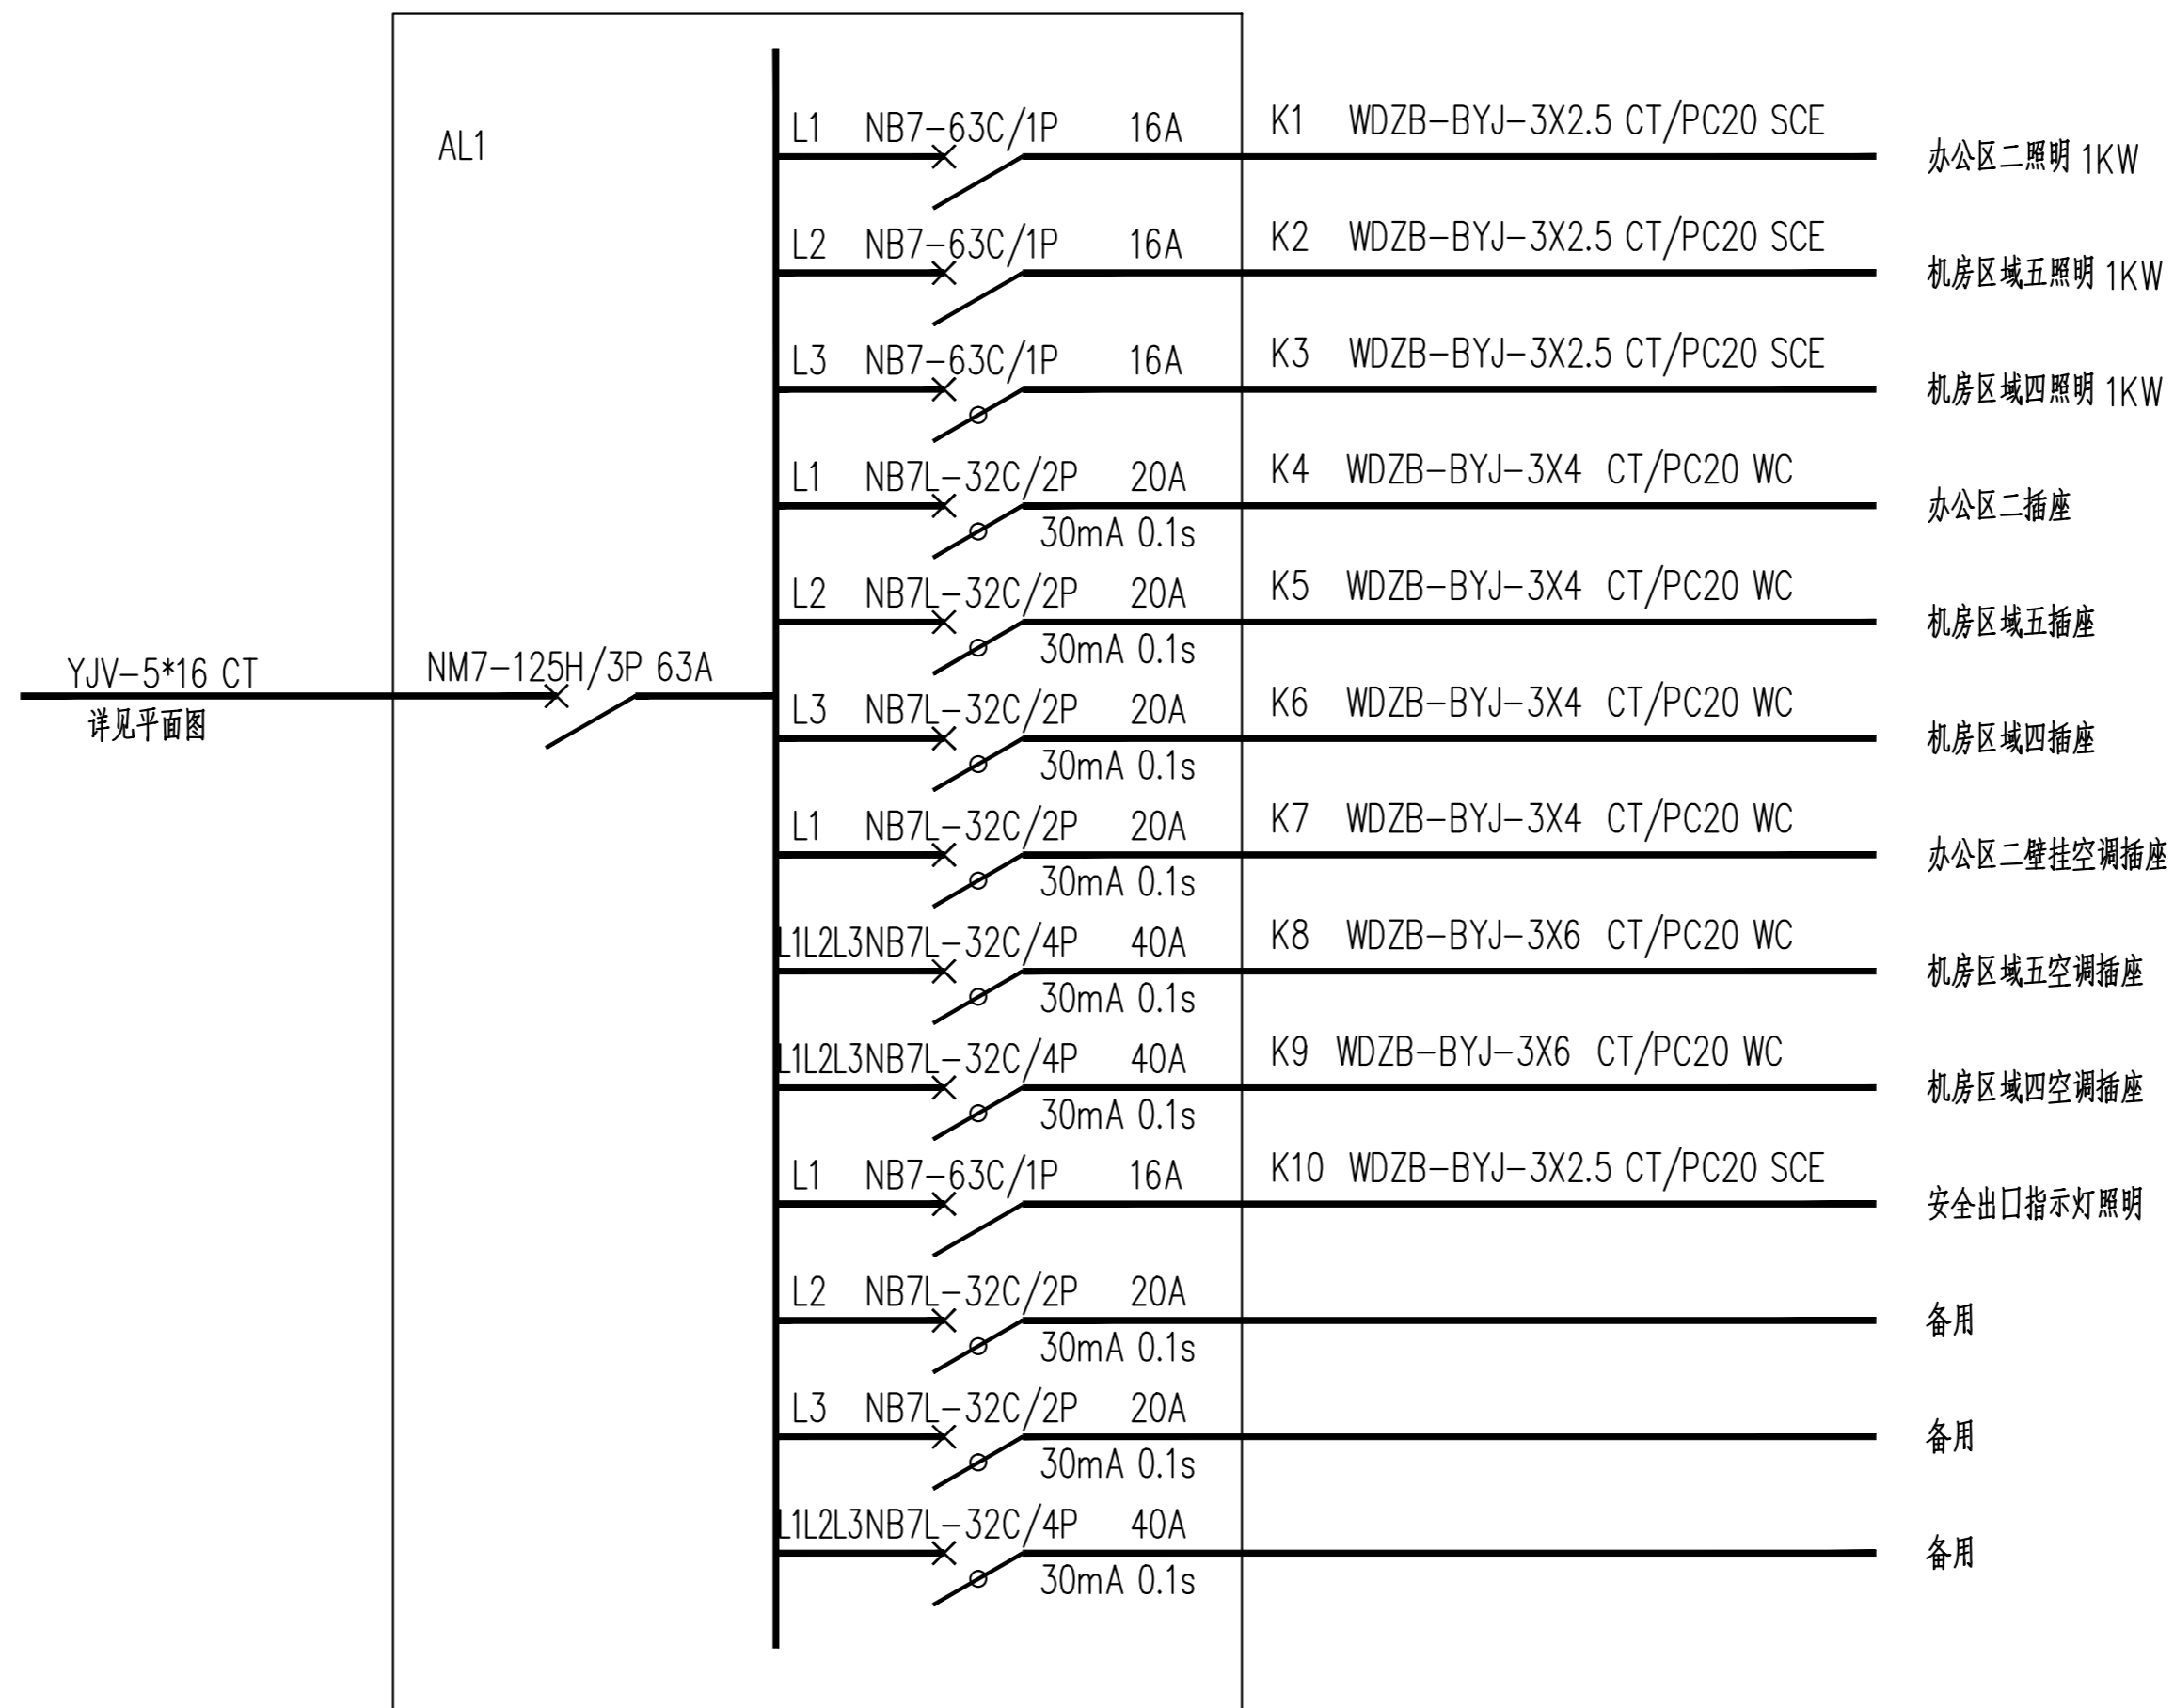 AL1
L1 NB7-63C/1P 16A K1 WDZB-BYJ-3X2.5 CT/PC20 SCE 办公区二照明 1KW
L2 NB7-63C/1P 16A K2 WDZB-BYJ-3X2.5 CT/PC20 SCE 机房区域五照明 1KW
L3 NB7-63C/1P 16A K3 WDZB-BYJ-3X2.5 CT/PC20 SCE 机房区域四照明 1KW
L1 NB7L-32C/2P 20A K4 WDZB-BYJ-3X4 CT/PC20 WC 办公区二插座
30mA 0.1s
L2 NB7L-32C/2P 20A K5 WDZB-BYJ-3X4 CT/PC20 WC 机房区域五插座
30mA 0.1s
YJV-5*16 CT
详见平面图
NM7-125H/3P 63A
L3 NB7L-32C/2P 20A K6 WDZB-BYJ-3X4 CT/PC20 WC 机房区域四插座
30mA 0.1s
L1 NB7L-32C/2P 20A K7 WDZB-BYJ-3X4 CT/PC20 WC 办公区二壁挂空调插座
30mA 0.1s
L1L2L3NB7L-32C/4P 40A K8 WDZB-BYJ-3X6 CT/PC20 WC 机房区域五空调插座
30mA 0.1s
L1L2L3NB7L-32C/4P 40A K9 WDZB-BYJ-3X6 CT/PC20 WC 机房区域四空调插座
30mA 0.1s
L1 NB7-63C/1P 16A K10 WDZB-BYJ-3X2.5 CT/PC20 SCE 安全出口指示灯照明
L2 NB7L-32C/2P 20A 备用
30mA 0.1s
L3 NB7L-32C/2P 20A 备用
30mA 0.1s
L1L2L3NB7L-32C/4P 40A 备用
30mA 0.1s